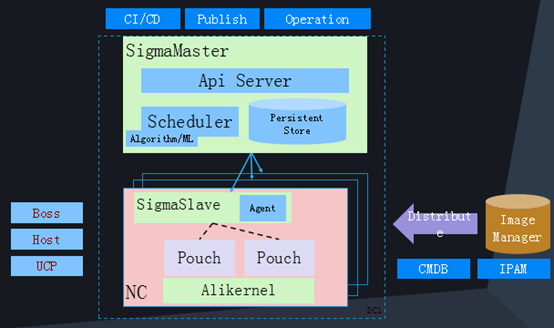 CI/CD
Publish
Operation
SigmaMaster
Api Server
Scheduler
Algorithm/ML
Persistent
Store
SigmaSlave
Agent
Pouch
Pouch
NC
Alikernel
Boss
Host
UCP
Distribut
e
Image
Manager
CMDB
IPAM
DC1